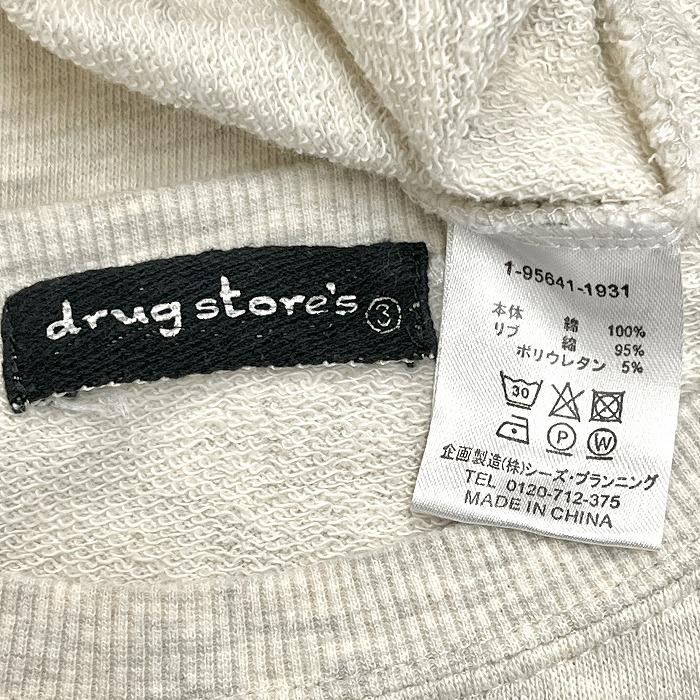 drug store's ③
1-95641-1931
本体 綿 100%
リブ 綿 95%
ポリウレタン 5%
30
P W
企画製造(株)シーズ・プランニング
TEL 0120-712-375
MADE IN CHINA